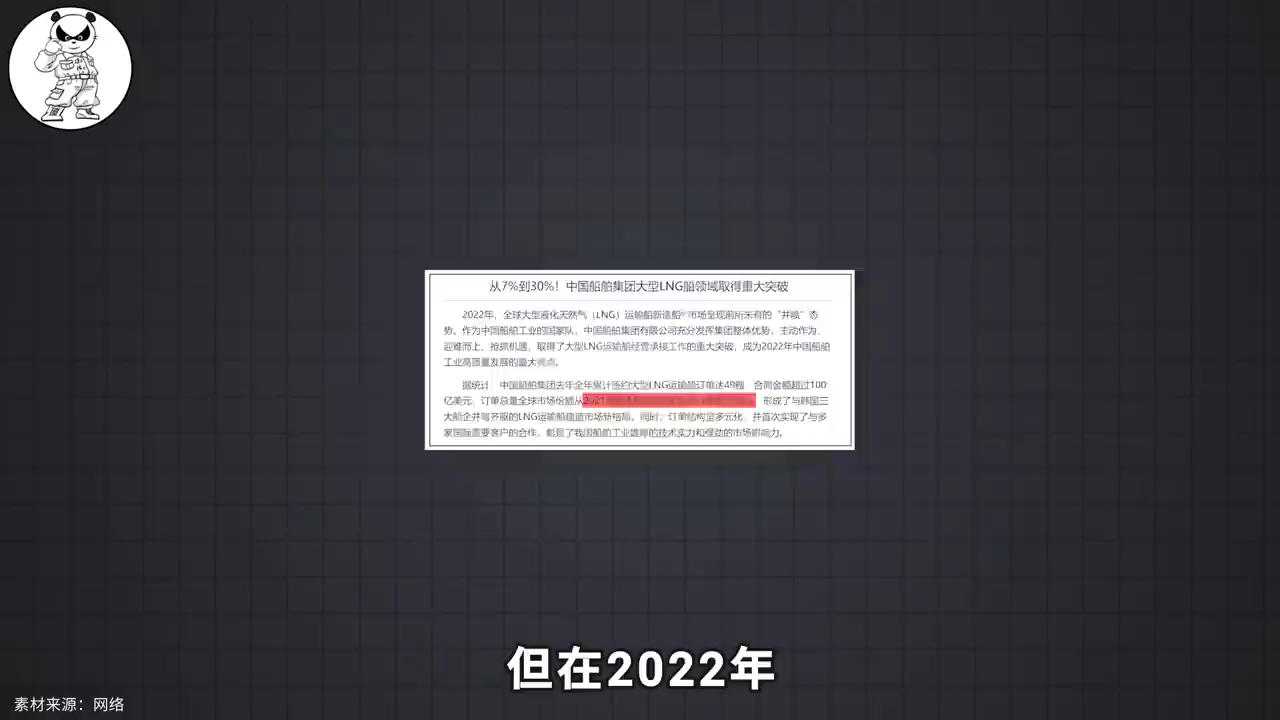 从7%到30%！中国船舶集团大型LNG船领域取得重大突破
2022年，全球大型液化天然气（LNG）运输船新造船市场呈现前所未有的“井喷”态
势。作为中国船舶工业的国家队，中国船舶集团有限公司充分发挥集团整体优势，主动作为、
迎难而上、抢抓机遇，取得了大型LNG运输船经营承接工作的重大突破，成为2022年中国船舶
工业高质量发展的重大亮点。
据统计，中国船舶集团去年全年累计签约大型LNG运输船订单达49艘，合同金额超过100
亿美元，订单总量全球市场份额从2021 形成了与韩国三
大船企并驾齐驱的LNG运输船建造市场新格局。同时，订单结构呈多元化，并首次实现了与多
家国际重要客户的合作，彰显了我国船舶工业雄厚的技术实力和强劲的市场影响力。
但在2022年
素材来源：网络